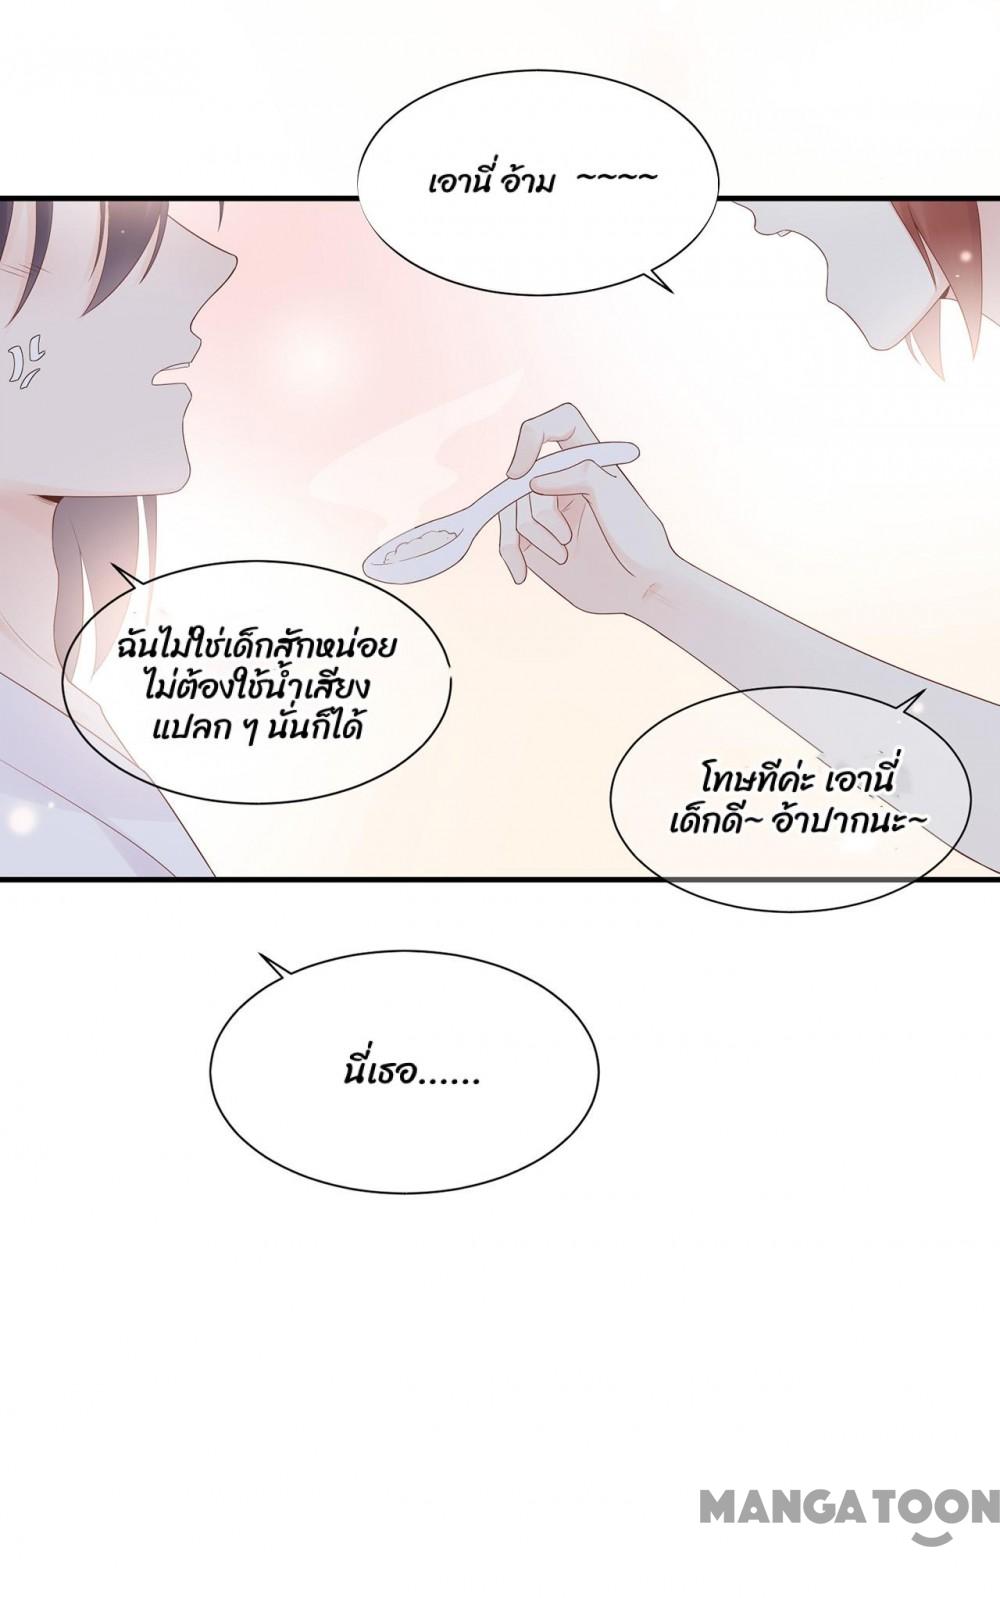 เอานี่ อ้าม ~~~~
ฉันไม่ใช่เด็กสักหน่อย
ไม่ต้องใช้น้ำเสียง
แปลก ๆ นั่นก็ได้
โทษทีค่ะ เอานี่
เด็กดี~ อ้าปากนะ~
นี่เธอ......
MANGATOON